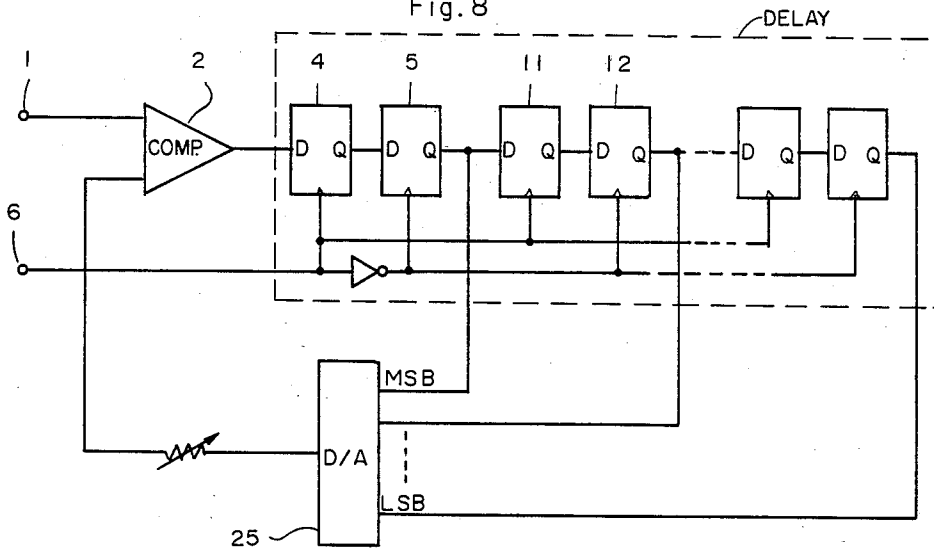 Fig. 8
DELAY
1
2
4
5
11
12
COMP.
D Q
D Q
D Q
D Q
D Q
D Q
6
MSB
D/A
LSB
25